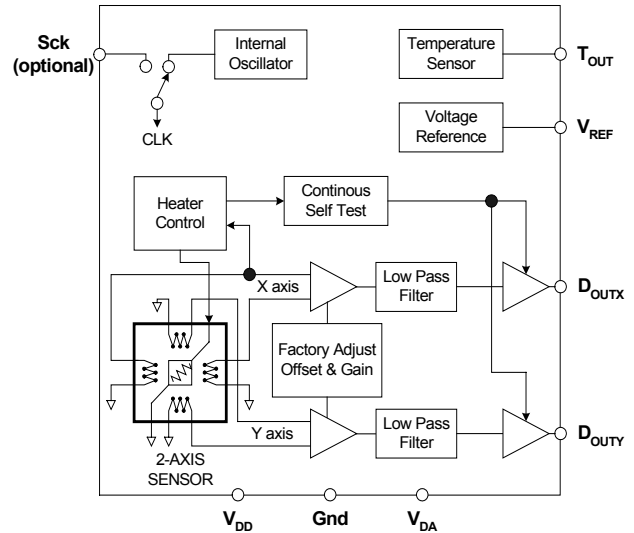 Sck
(optional)
Internal
Oscillator
Temperature
Sensor
TOUT
CLK
Voltage
Reference
VREF
Heater
Control
Continous
Self Test
X axis
Low Pass
Filter
DOUTX
Factory Adjust
Offset & Gain
Y axis
Low Pass
Filter
DOUTY
2-AXIS
SENSOR
VDD
Gnd
VDA